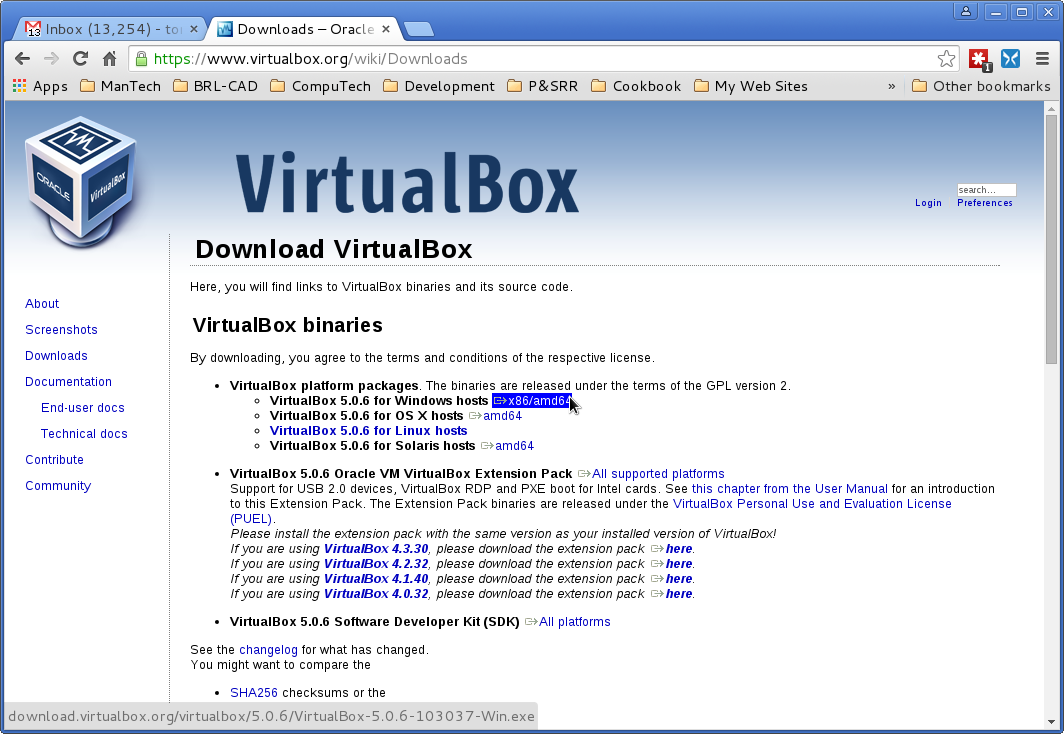 Inbox (13,254) - to
Downloads — Oracle
13
https://www.virtualbox.org/wiki/Downloads
1
Apps ManTech BRL-CAD CompuTech Development P&SRR Cookbook My Web Sites » Other bookmarks
ORACLE
VirtualBox
VirtualBox
search...
Login Preferences
Download VirtualBox
Here, you will find links to VirtualBox binaries and its source code.
About
Screenshots
Downloads
Documentation
End-user docs
Technical docs
Contribute
Community
VirtualBox binaries
By downloading, you agree to the terms and conditions of the respective license.
• VirtualBox platform packages. The binaries are released under the terms of the GPL version 2.
VirtualBox 5.0.6 for Windows hosts x86/amd64
VirtualBox 5.0.6 for OS X hosts amd64
VirtualBox 5.0.6 for Linux hosts
VirtualBox 5.0.6 for Solaris hosts amd64
• VirtualBox 5.0.6 Oracle VM VirtualBox Extension Pack All supported platforms
Support for USB 2.0 devices, VirtualBox RDP and PXE boot for Intel cards. See this chapter from the User Manual for an introduction
to this Extension Pack. The Extension Pack binaries are released under the VirtualBox Personal Use and Evaluation License
(PUEL).
Please install the extension pack with the same version as your installed version of VirtualBox!
If you are using VirtualBox 4.3.30, please download the extension pack here.
If you are using VirtualBox 4.2.32, please download the extension pack here.
If you are using VirtualBox 4.1.40, please download the extension pack here.
If you are using VirtualBox 4.0.32, please download the extension pack here.
• VirtualBox 5.0.6 Software Developer Kit (SDK) All platforms
See the changelog for what has changed.
You might want to compare the
• SHA256 checksums or the
download.virtualbox.org/virtualbox/5.0.6/VirtualBox-5.0.6-103037-Win.exe